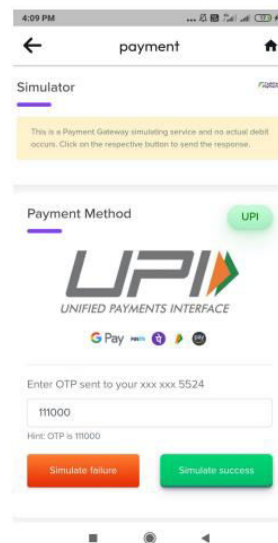 4:09 PM
payment
Simulator
This is a Payment Gateway simulating service and no actual debit
occurs. Click on the respective button to send the response.
Payment Method
UPI
UPI
UNIFIED PAYMENTS INTERFACE
G Pay
Enter OTP sent to your xxx xxx 5524
111000
Hint: OTP is 111000
Simulate failure
Simulate success